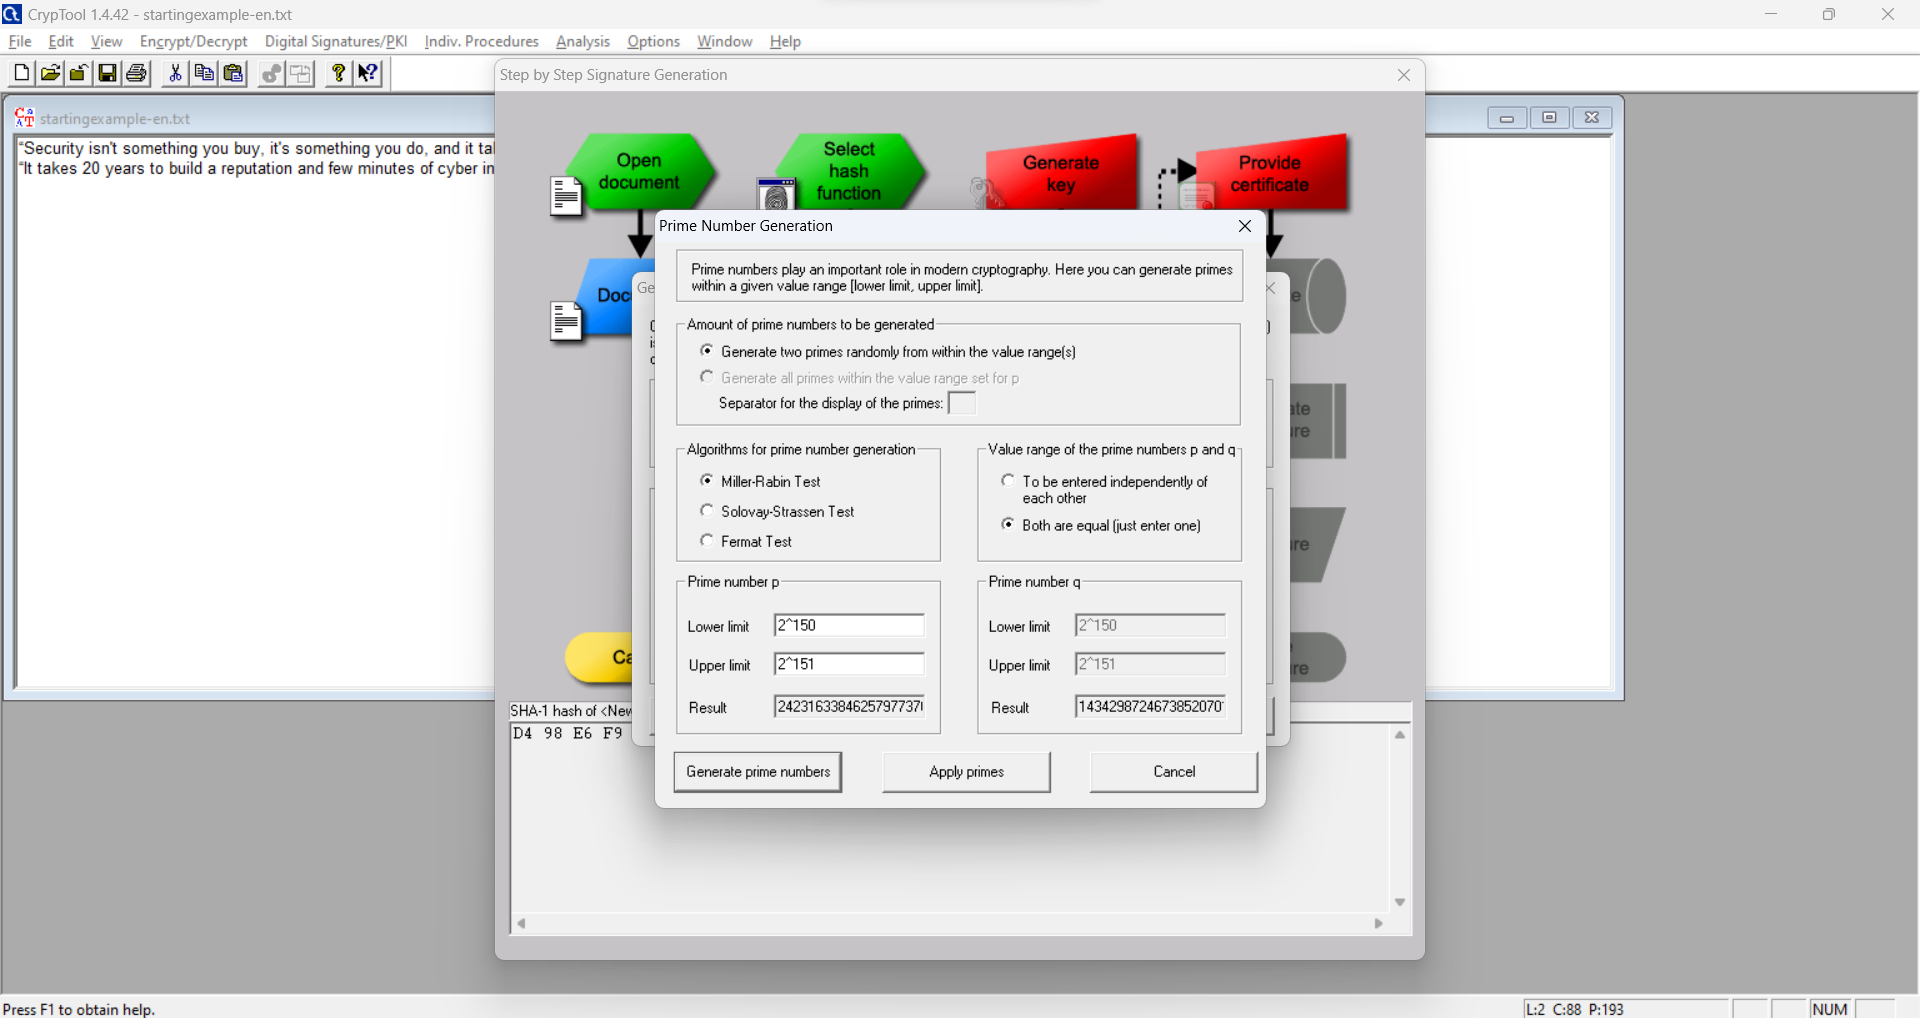 CrypTool 1.4.42 - startingexample-en.txt
File Edit View Encrypt/Decrypt Digital Signatures/PKI Indiv. Procedures Analysis Options Window Help
Step by Step Signature Generation
startingexample-en.txt
"Security isn't something you buy, it's something you do, and it
"It takes 20 years to build a reputation and few minutes of cyber
Open document
Select hash function
Generate key
Provide certificate
Prime Number Generation
Prime numbers play an important role in modern cryptography. Here you can generate primes
within a given value range [lower limit, upper limit].
Amount of prime numbers to be generated
Generate two primes randomly from within the value range(s)
Generate all primes within the value range set for p
Separator for the display of the primes:
Algorithms for prime number generation
Miller-Rabin Test
Solovay-Strassen Test
Fermat Test
Value range of the prime numbers p and q
To be entered independently of
each other
Both are equal (just enter one)
Prime number p
Lower limit 2^150
Upper limit 2^151
Result 2423163384625797737
Prime number q
Lower limit 2^150
Upper limit 2^151
Result 1434298724673852070
Generate prime numbers
Apply primes
Cancel
SHA-1 hash of <New
D4 98 E6 F9
Press F1 to obtain help.
L:2 C:88 P:193
NUM